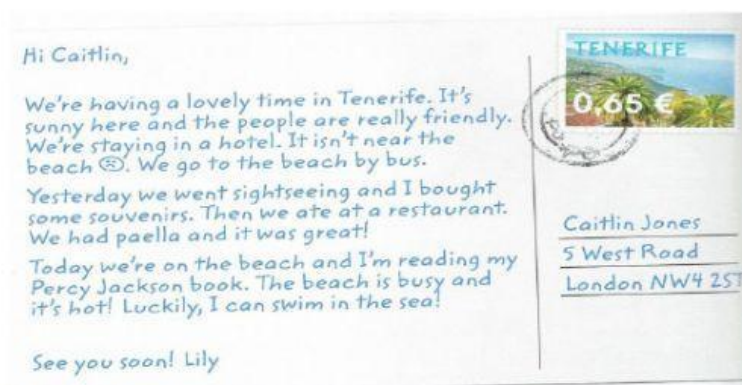 Hi Caitlin,
We're having a lovely time in Tenerife. It's
sunny here and the people are really friendly.
We're staying in a hotel. It isn't near the
beach ☹. We go to the beach by bus.
Yesterday we went sightseeing and I bought
some souvenirs. Then we ate at a restaurant.
We had paella and it was great!
Today we're on the beach and I'm reading my
Percy Jackson book. The beach is busy and
it's hot! Luckily, I can swim in the sea!
See you soon! Lily
TENERIFE
0.65 €
Caitlin Jones
5 West Road
London NW4 2ST